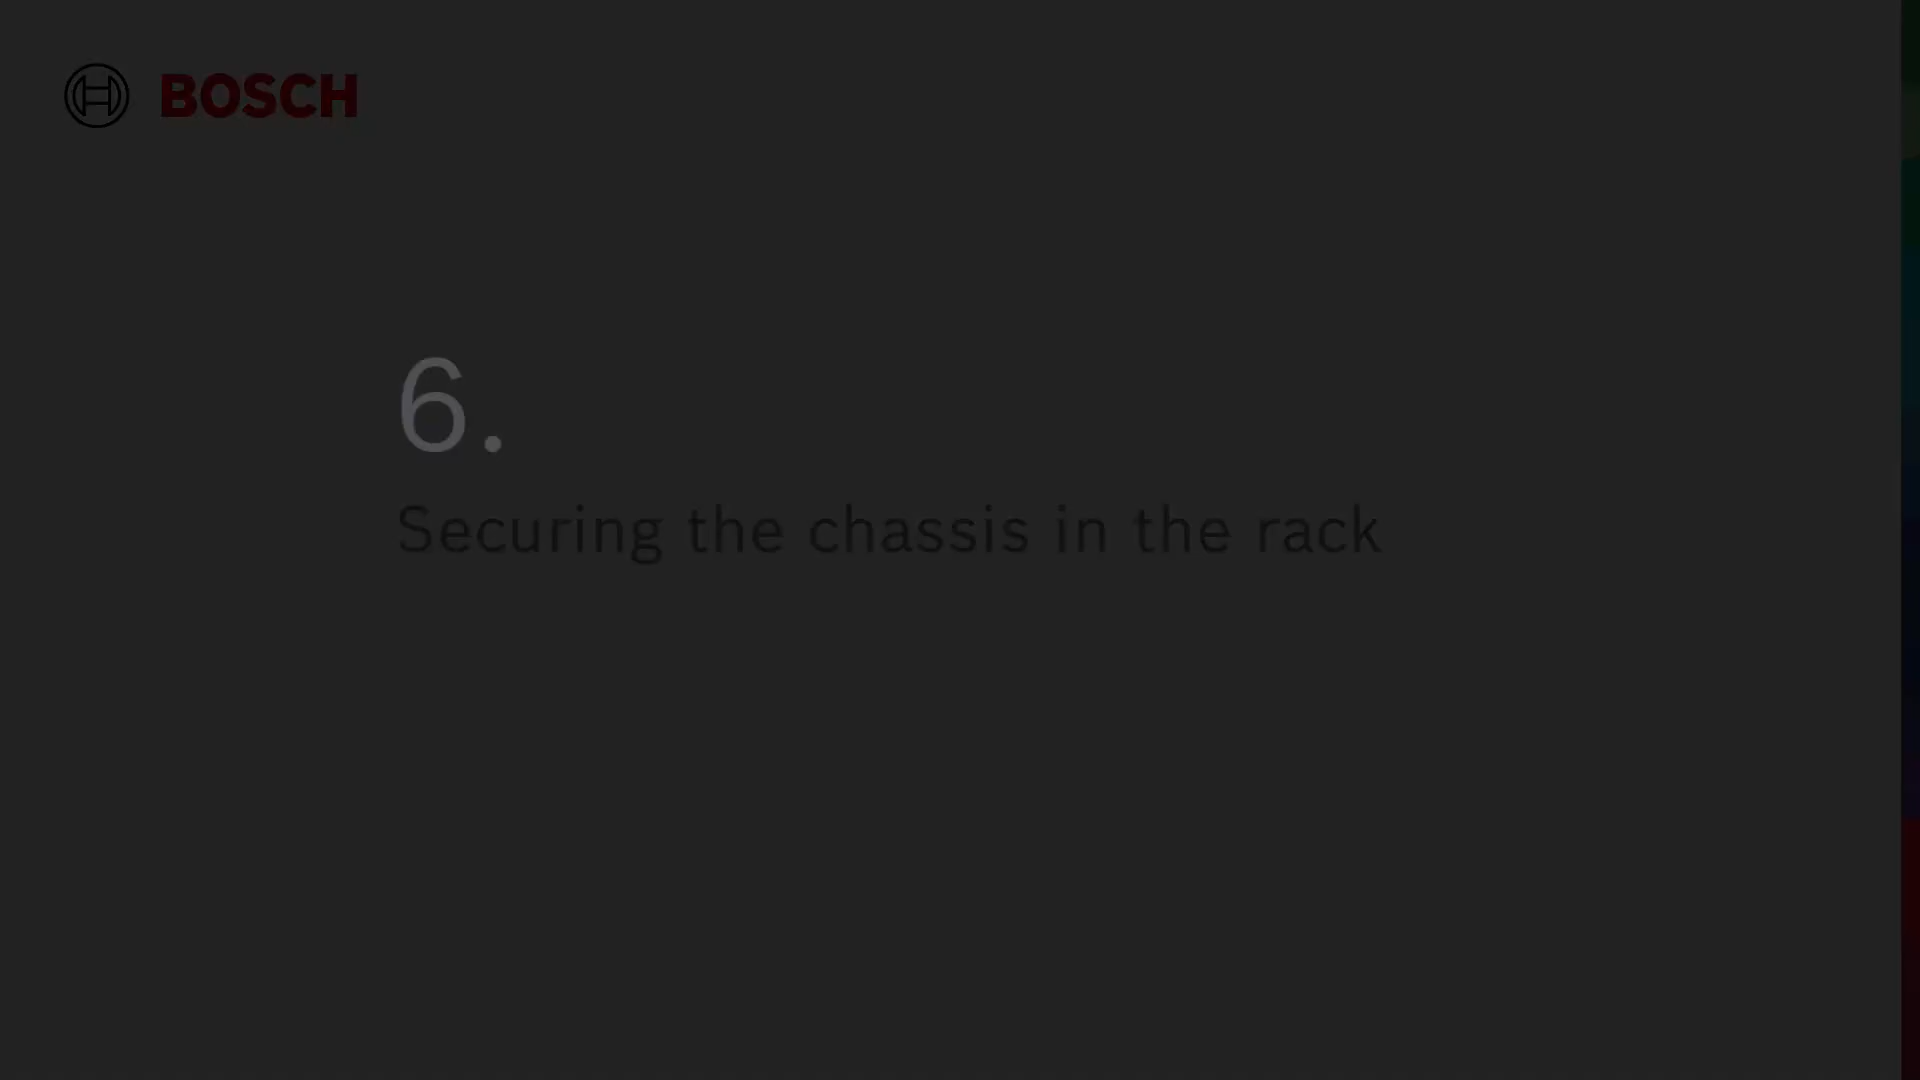 BOSCH
6.
Securing the chassis in the rack